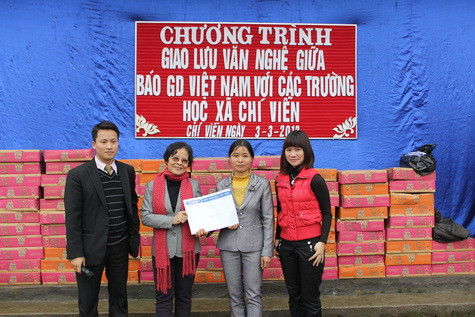 CHƯƠNG TRÌNH
GIAO LƯU VĂN NGHỆ GIỮA
BÁO GD VIỆT NAM VỚI CÁC TRƯỜNG
HỌC XÃ CHÍ VIỄN
CHÍ VIỄN NGÀY 3-3-2012